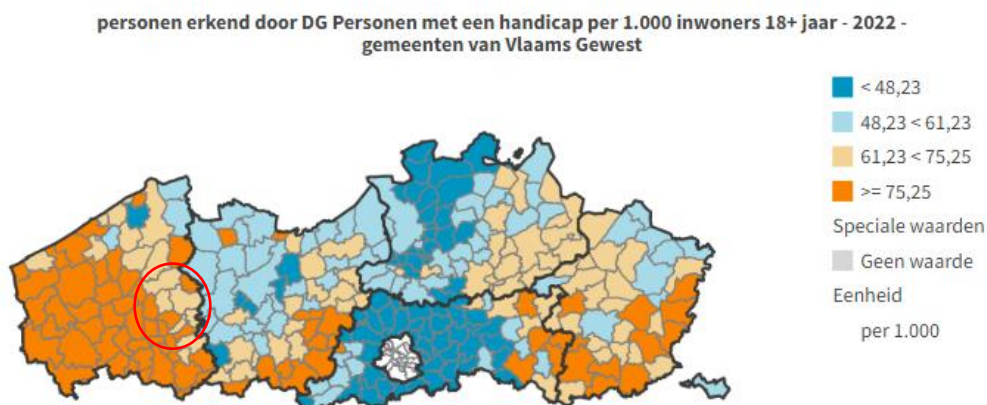 personen erkend door DG Personen met een handicap per 1.000 inwoners 18+ jaar - 2022 -
gemeenten van Vlaams Gewest
< 48,23
48,23 < 61,23
61,23 < 75,25
>= 75,25
Speciale waarden
Geen waarde
Eenheid
per 1.000